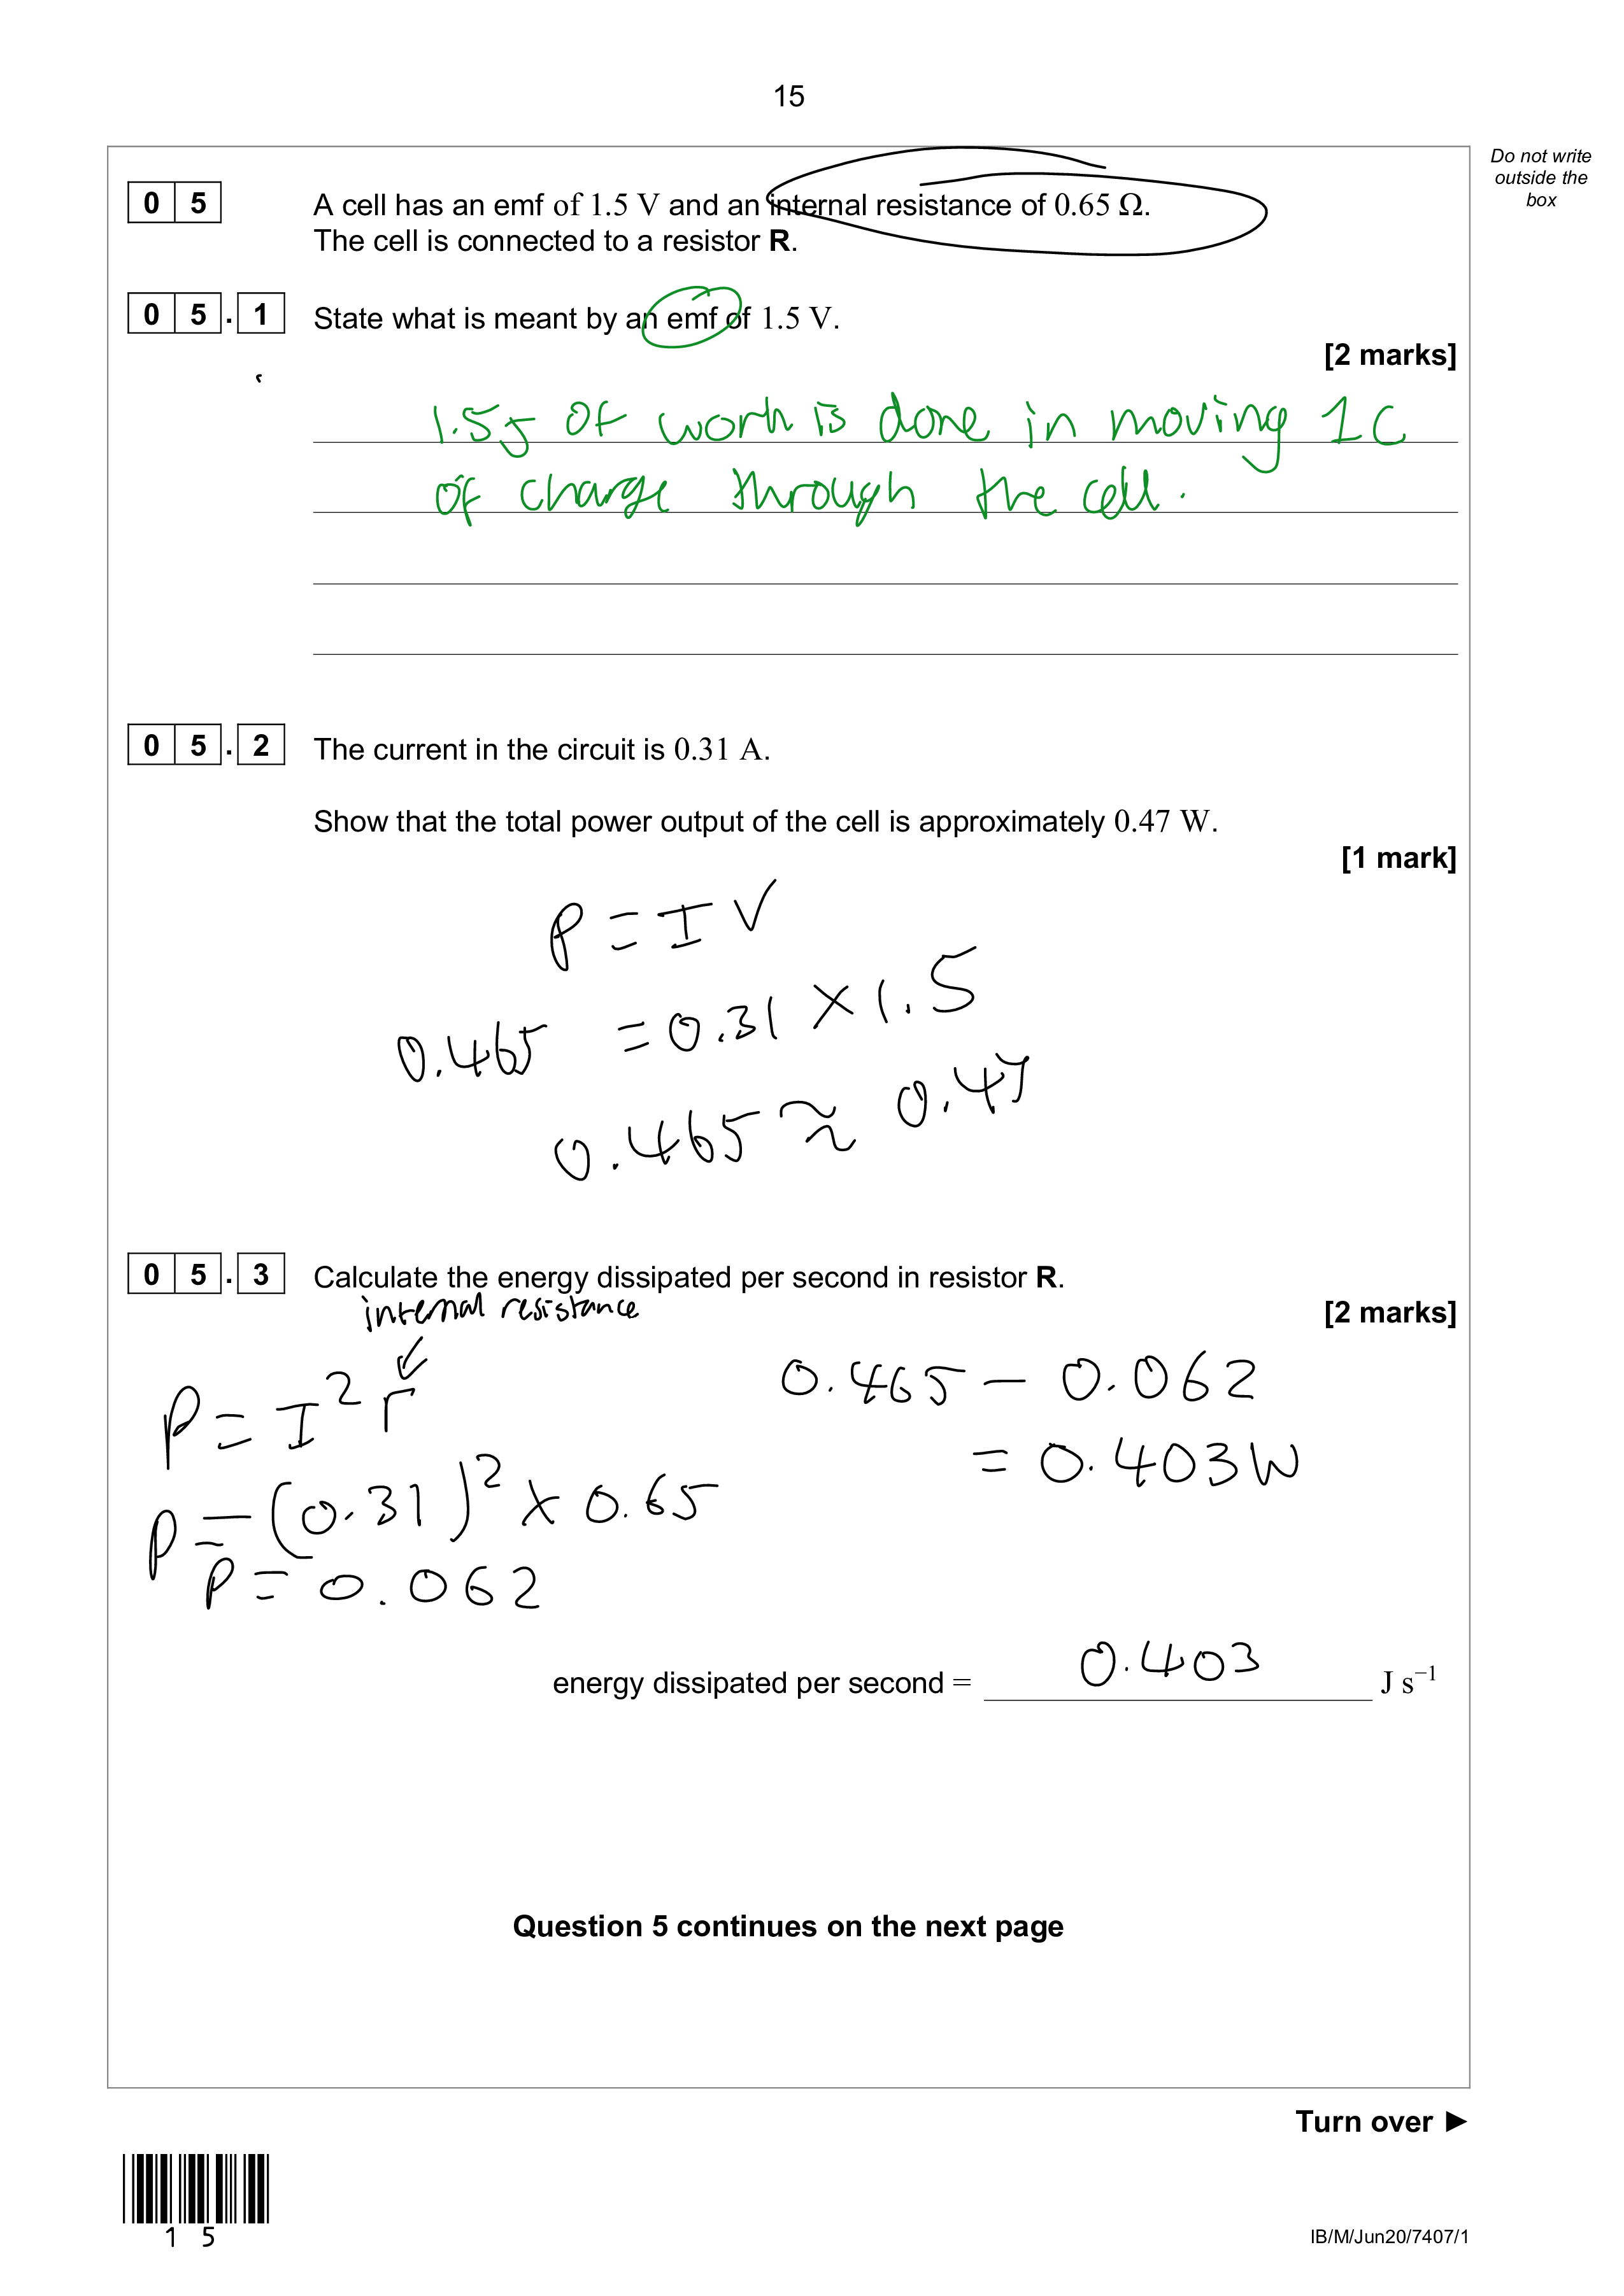 15
Do not write
outside the
box
0 5 A cell has an emf of 1.5 V and an internal resistance of 0.65 Ω.
The cell is connected to a resistor R.
0 5 . 1 State what is meant by an emf of 1.5 V.
[2 marks]
1.5J of work is done in moving 1C
of charge through the cell.
0 5 . 2 The current in the circuit is 0.31 A.
Show that the total power output of the cell is approximately 0.47 W.
[1 mark]
P = IV
0.465 = 0.31 × 1.5
0.465 ≈ 0.47
0 5 . 3 Calculate the energy dissipated per second in resistor R.
[2 marks]
internal resistance
P = I² r
P = (0.31)² × 0.65
P = 0.062
0.465 – 0.062
= 0.403W
energy dissipated per second = 0.403 J s⁻¹
Question 5 continues on the next page
Turn over ►
1 5
IB/M/Jun20/7407/1